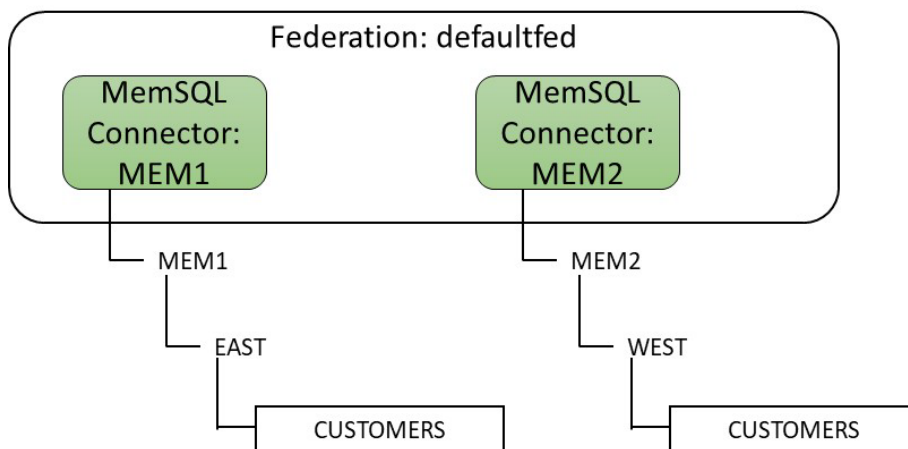 Federation: defaultfed
MemSQL
Connector:
MEM1
MemSQL
Connector:
MEM2
MEM1
MEM2
EAST
WEST
CUSTOMERS
CUSTOMERS